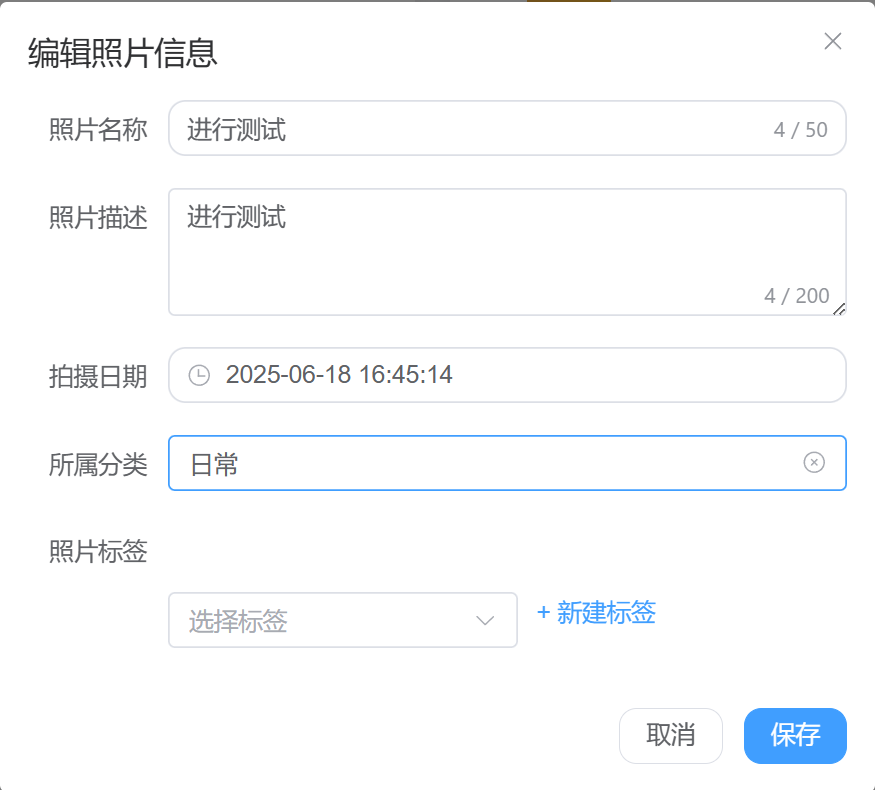 编辑照片信息
照片名称 进行测试 4 / 50
照片描述 进行测试
4 / 200
拍摄日期 2025-06-18 16:45:14
所属分类 日常
照片标签
选择标签 + 新建标签
取消 保存